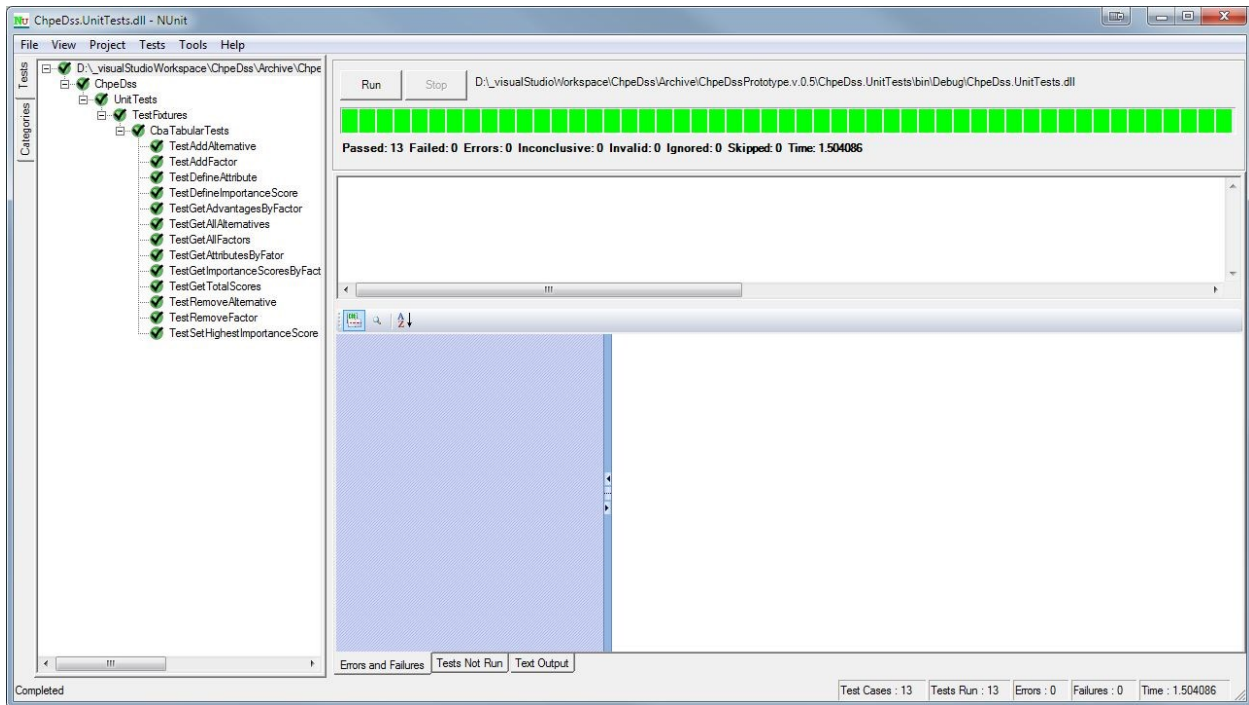 ChpeDss.UnitTests.dll - NUnit
File View Project Tests Tools Help
Tests
Categories
D:\_visualStudioWorkspace\ChpeDss\Archive\Chpe
ChpeDss
UnitTests
TestFixtures
CbaTabularTests
TestAddAlternative
TestAddFactor
TestDefineAttribute
TestDefineImportanceScore
TestGetAdvantagesByFactor
TestGetAllAlternatives
TestGetAllFactors
TestGetAttributesByFator
TestGetImportanceScoresByFact
TestGetTotalScores
TestRemoveAlternative
TestRemoveFactor
TestSetHighestImportanceScore
Run Stop D:\_visualStudioWorkspace\ChpeDss\Archive\ChpeDssPrototype.v.0.5\ChpeDss.UnitTests\bin\Debug\ChpeDss.UnitTests.dll
Passed: 13 Failed: 0 Errors: 0 Inconclusive: 0 Invalid: 0 Ignored: 0 Skipped: 0 Time: 1.504086
Errors and Failures Tests Not Run Text Output
Completed Test Cases : 13 Tests Run : 13 Errors : 0 Failures : 0 Time : 1.504086